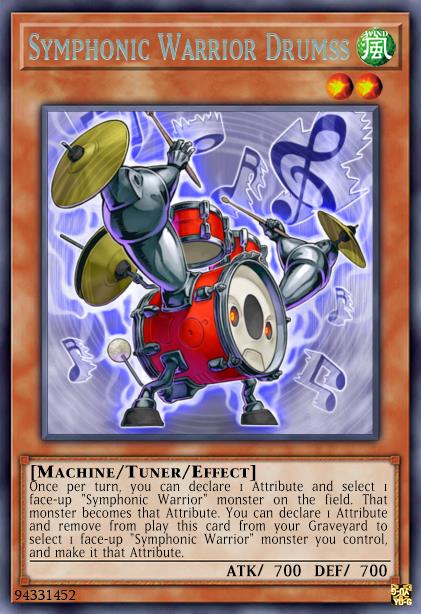 Symphonic Warrior Drumss
WIND
風
[Machine/Tuner/Effect]
Once per turn, you can declare 1 Attribute and select 1
face-up "Symphonic Warrior" monster on the field. That
monster becomes that Attribute. You can declare 1 Attribute
and remove from play this card from your Graveyard to
select 1 face-up "Symphonic Warrior" monster you control,
and make it that Attribute.
ATK/ 700 DEF/ 700
94331452